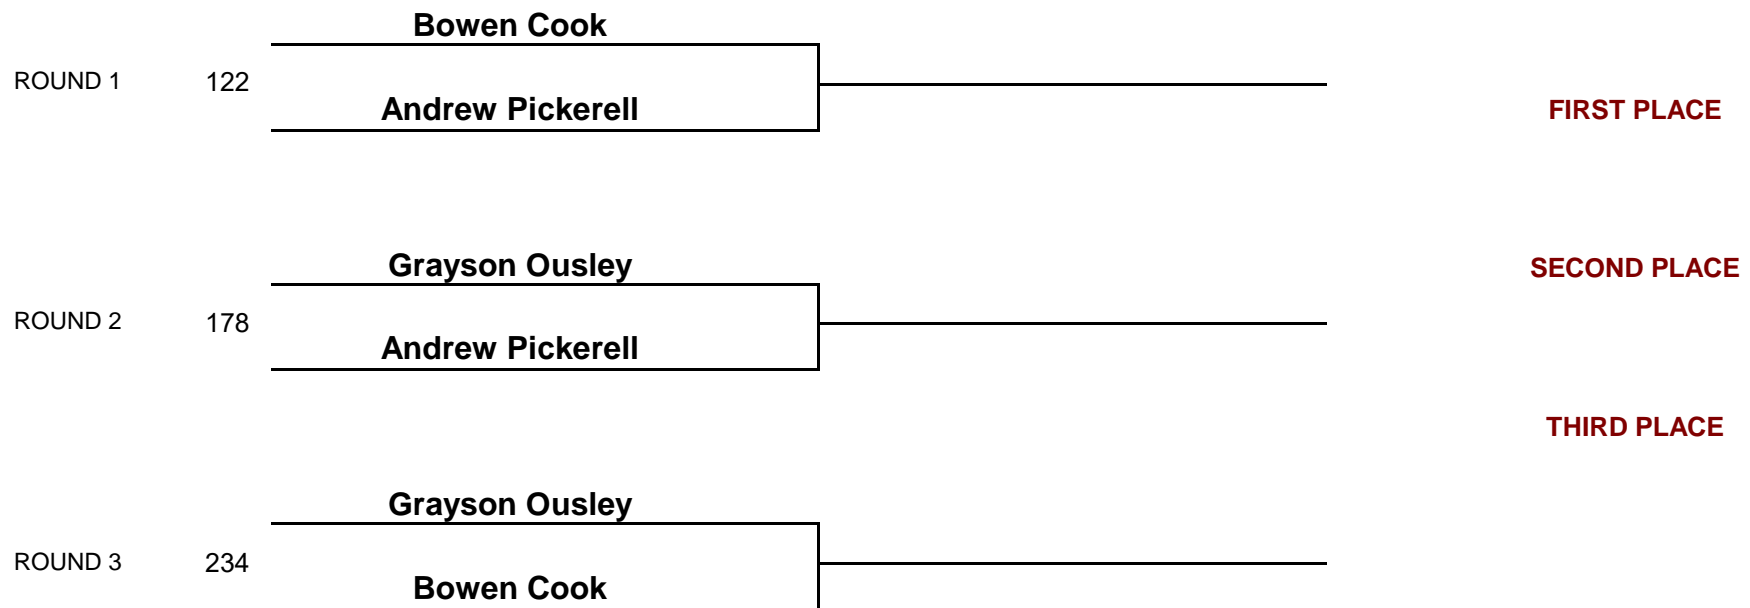 Bowen Cook
ROUND 1 122
Andrew Pickerell
FIRST PLACE
Grayson Ousley
SECOND PLACE
ROUND 2 178
Andrew Pickerell
THIRD PLACE
Grayson Ousley
ROUND 3 234
Bowen Cook